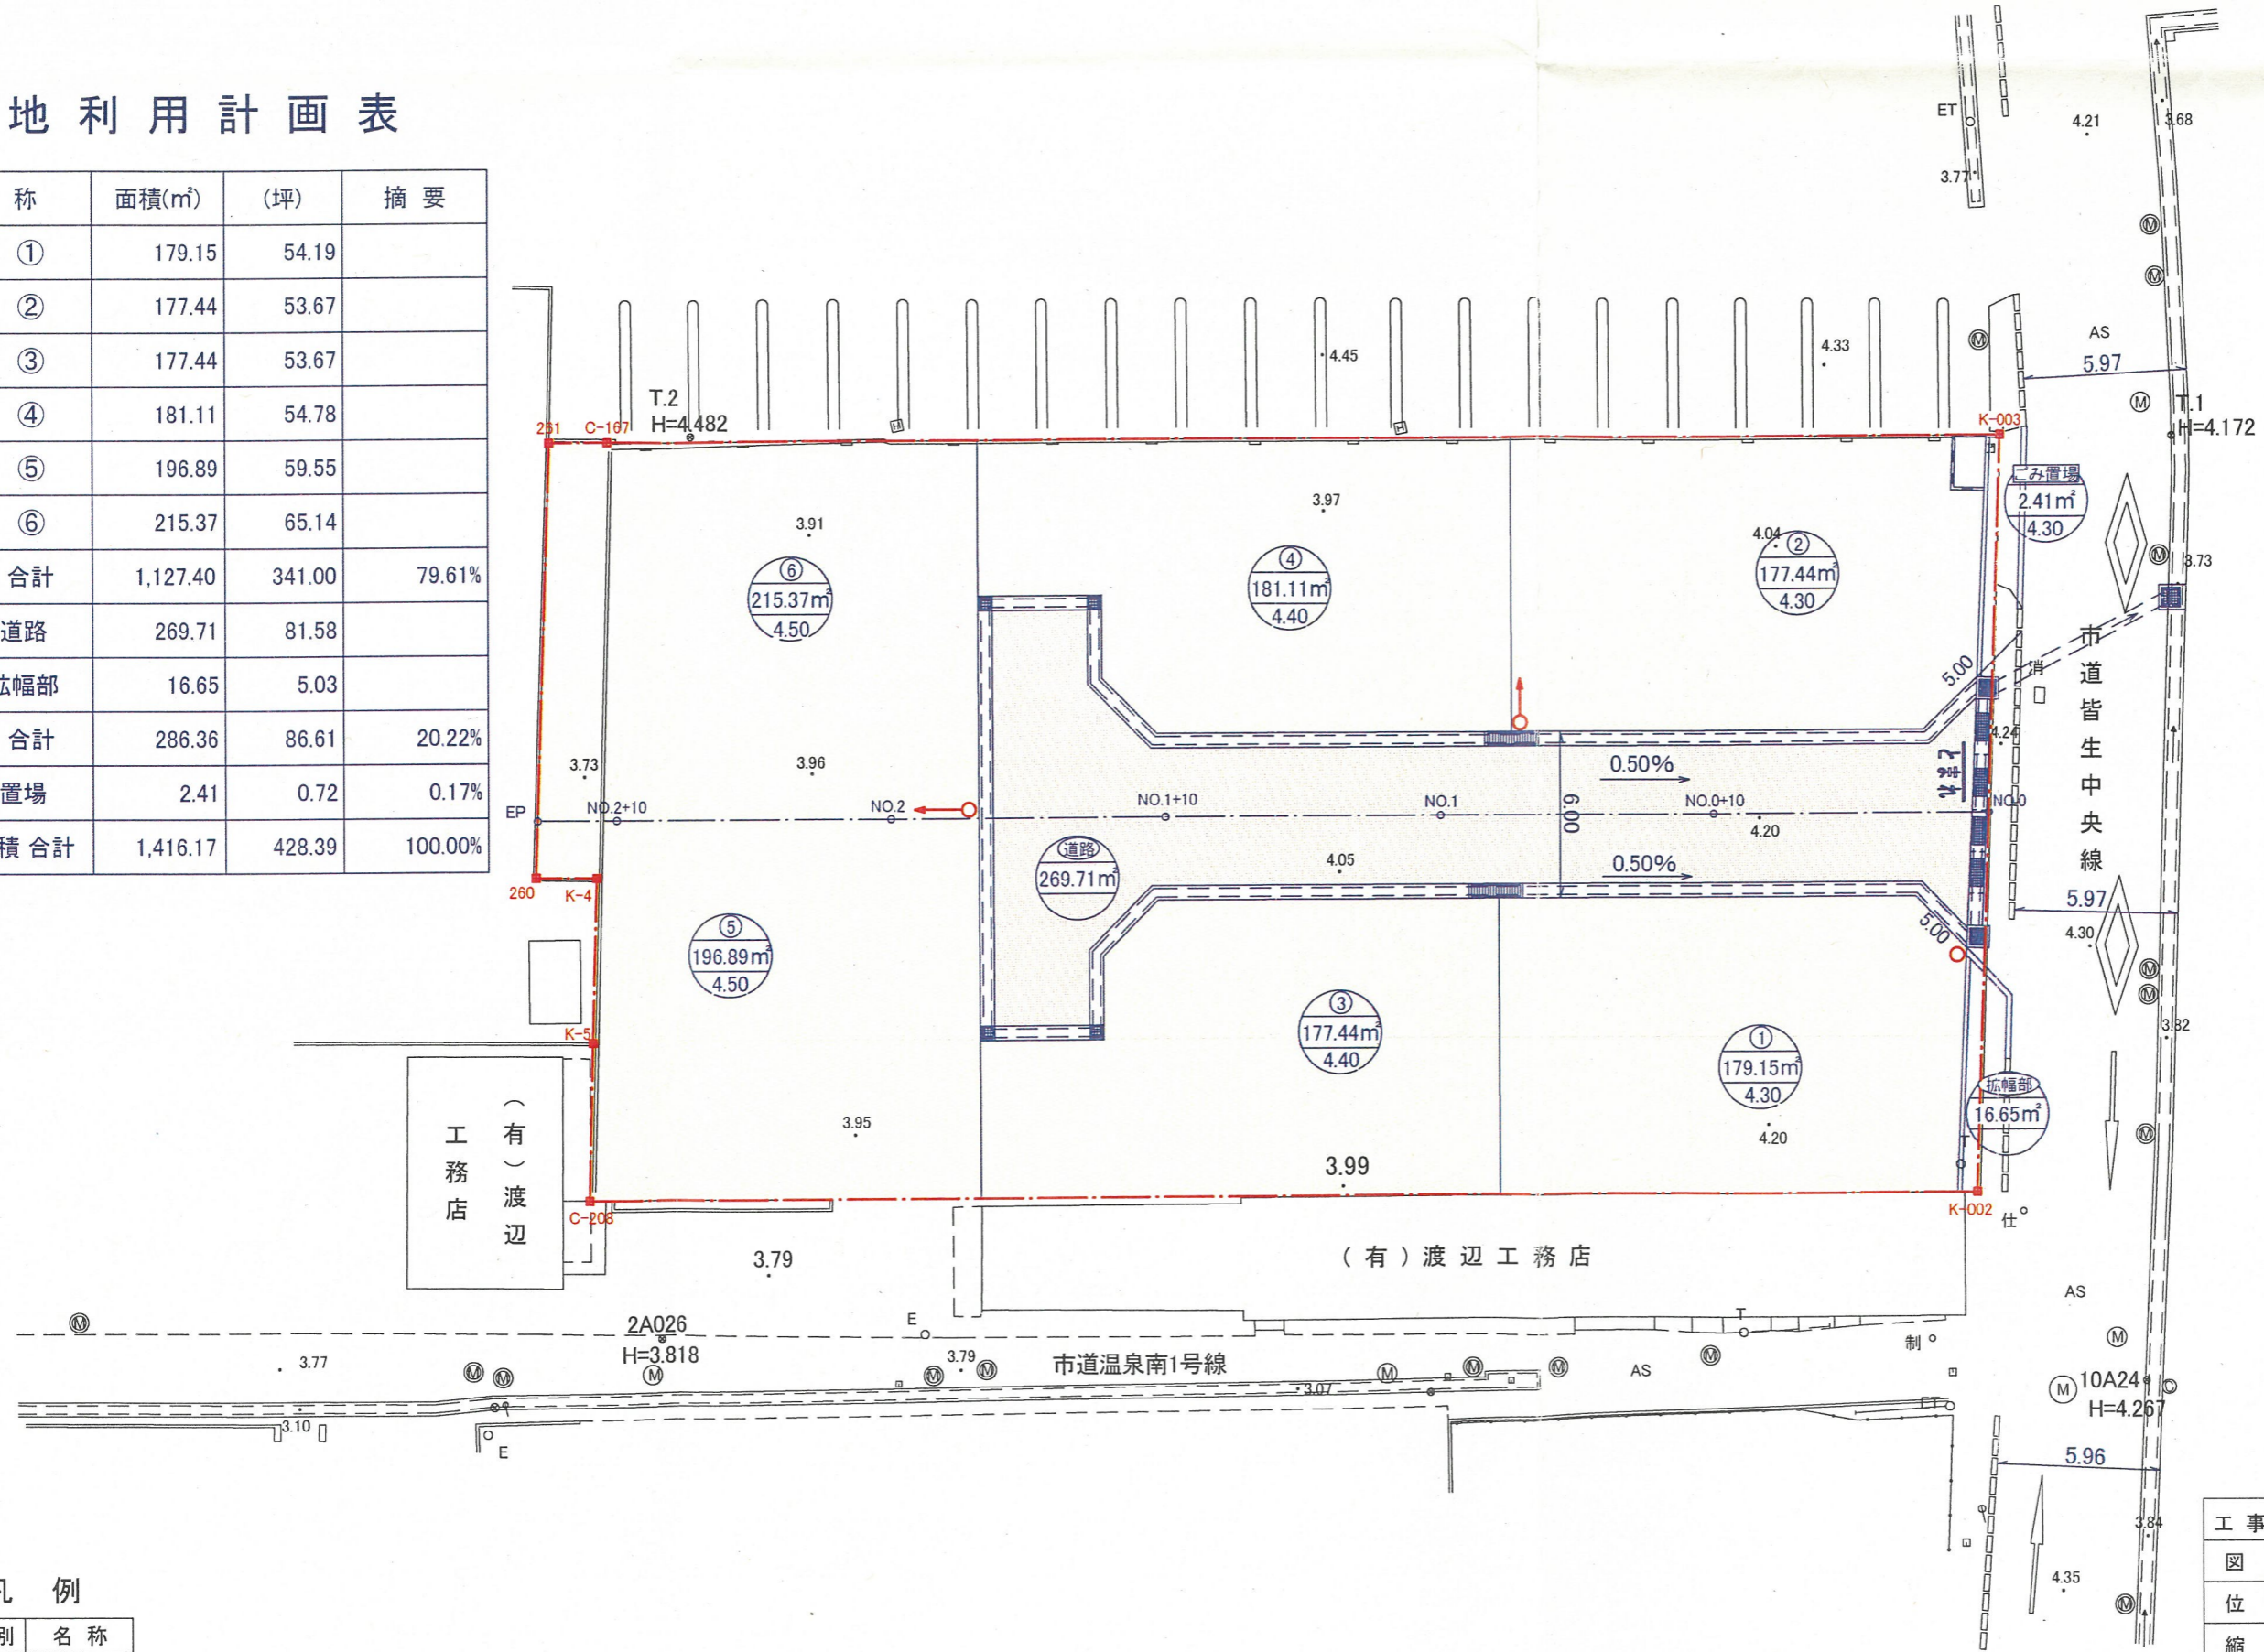 地利用計画表
称 面積(㎡) (坪) 摘 要
① 179.15 54.19
② 177.44 53.67
③ 177.44 53.67
④ 181.11 54.78
⑤ 196.89 59.55
⑥ 215.37 65.14
合計 1,127.40 341.00 79.61%
道路 269.71 81.58
拡幅部 16.65 5.03
合計 286.36 86.61 20.22%
置場 2.41 0.72 0.17%
積 合計 1,416.17 428.39 100.00%
ET
4.21
3.68
3.77
AS
5.97
4.45
4.33
T.2
H=4.482
T.1
H=4.172
261
C-167
K-003
ごみ置場
2.41㎡
4.30
3.91
3.97
4.04
⑥
215.37㎡
4.50
④
181.11㎡
4.40
②
177.44㎡
4.30
3.73
市道皆生中央線
消
5.00
4.24
3.73
3.96
0.50%
6.00
EP
NO.2+10
NO.2
NO.1+10
NO.1
NO.0+10
NO.0
4.20
4.05
0.50%
道路
269.71㎡
260
K-4
5.97
4.30
5.00
⑤
196.89㎡
4.50
③
177.44㎡
4.40
①
179.15㎡
4.30
拡幅部
16.65㎡
K-5
3.82
(有)渡辺
工務店
3.95
4.20
T
3.99
C-208
K-002
仕
3.79
(有)渡辺工務店
AS
2A026
H=3.818
E
T
制
3.77
3.79
市道温泉南1号線
AS
3.07
10A24
H=4.267
ET
3.10
E
5.96
3.84
4.35
凡 例
別 名 称
工 事
図
位
縮